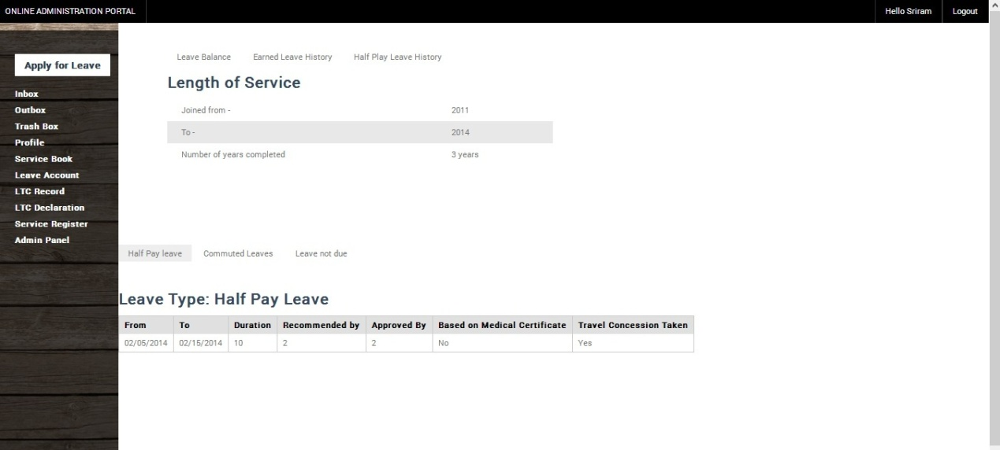 ONLINE ADMINISTRATION PORTAL Hello Sriram Logout
Apply for Leave
Inbox
Outbox
Trash Box
Profile
Service Book
Leave Account
LTC Record
LTC Declaration
Service Register
Admin Panel
Leave Balance Earned Leave History Half Play Leave History
Length of Service
Joined from - 2011
To - 2014
Number of years completed 3 years
Half Pay leave Commuted Leaves Leave not due
Leave Type: Half Pay Leave
From To Duration Recommended by Approved By Based on Medical Certificate Travel Concession Taken
02/05/2014 02/15/2014 10 2 2 No Yes